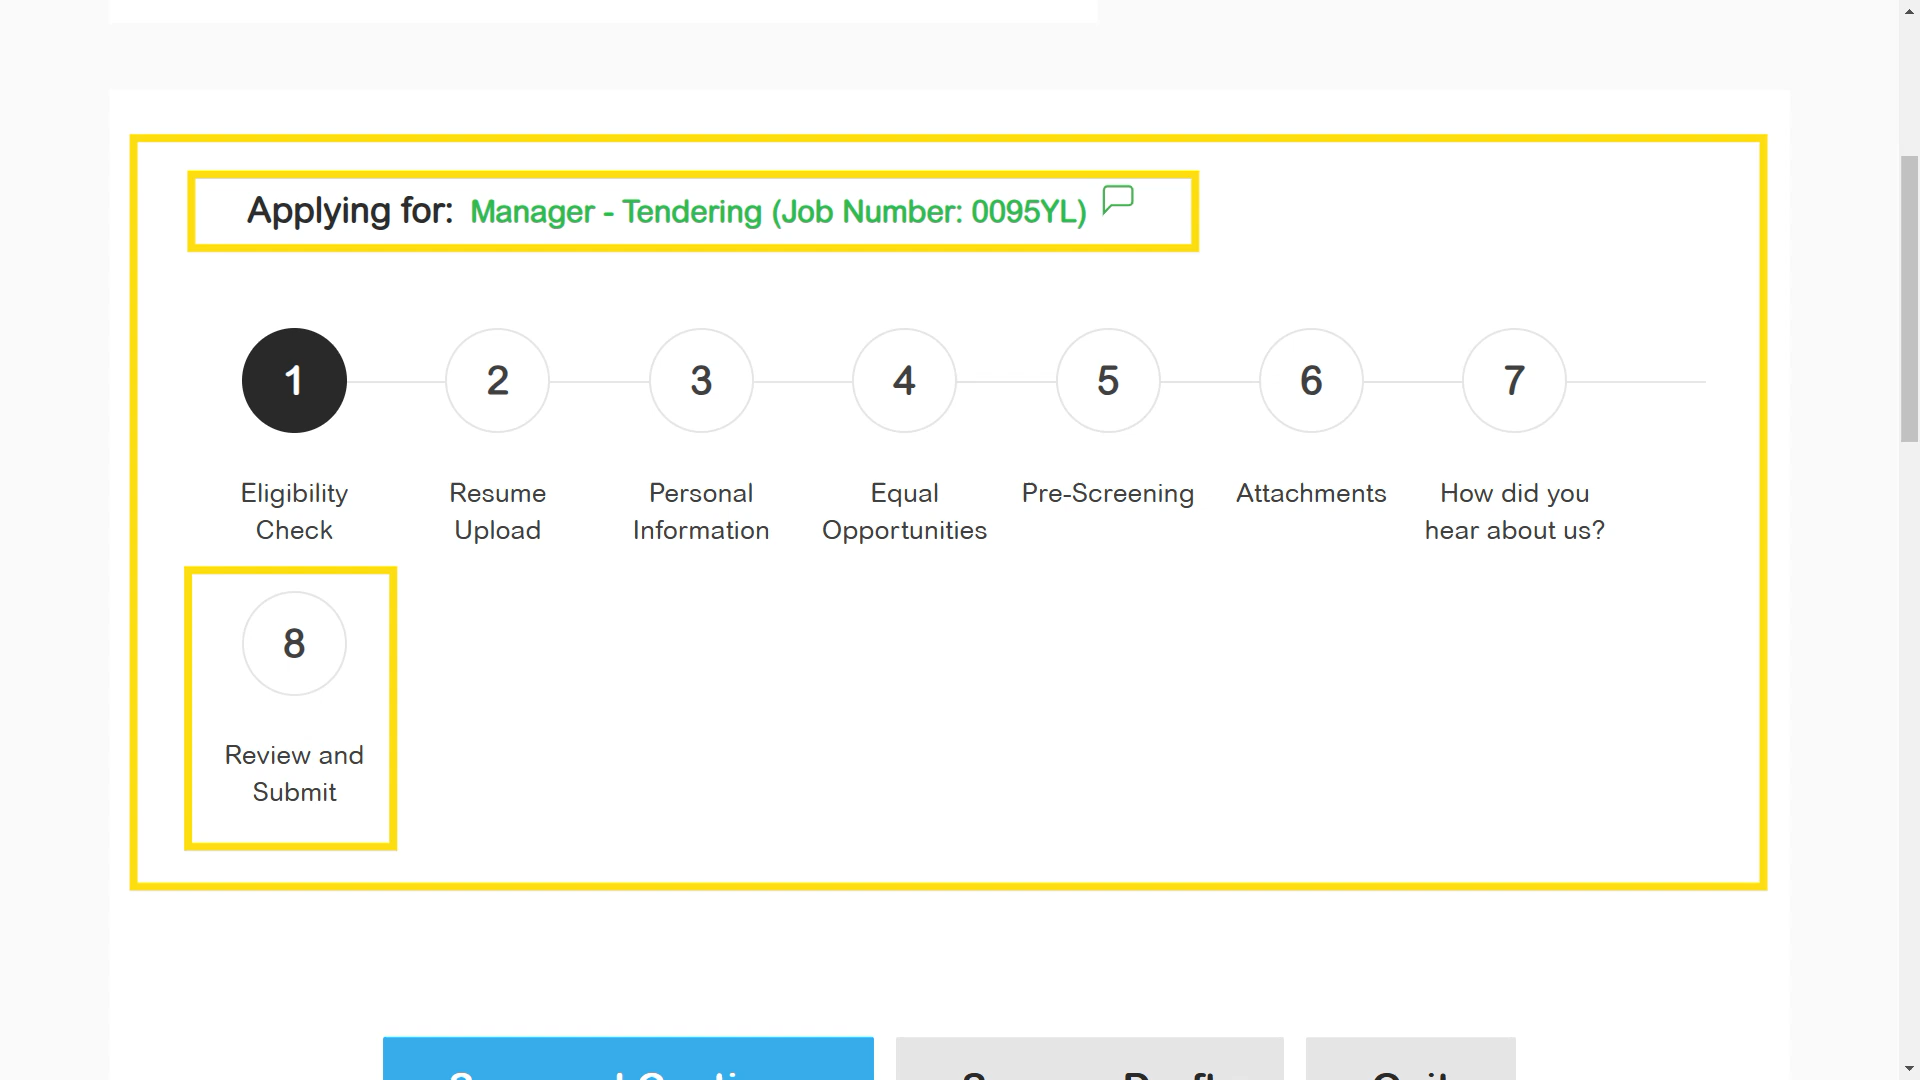 Applying for: Manager - Tendering (Job Number: 0095YL)
1 2 3 4 5 6 7
Eligibility Check
Resume Upload
Personal Information
Equal Opportunities
Pre-Screening
Attachments
How did you hear about us?
8
Review and
Submit